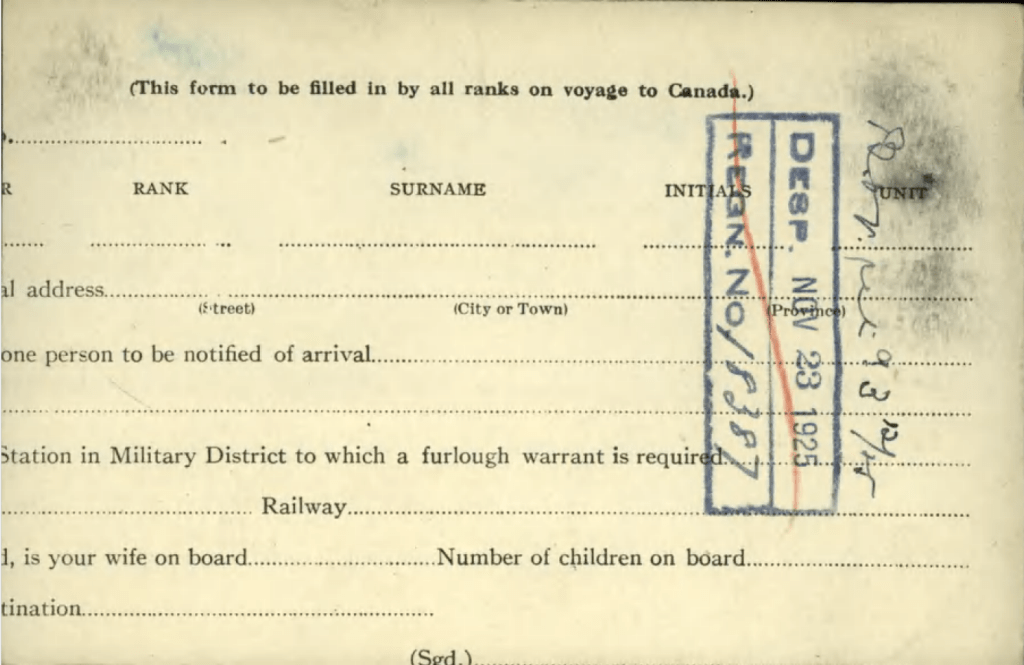 (This form to be filled in by all ranks on voyage to Canada.)
R RANK SURNAME INITIALS UNIT
al address
(Street) (City or Town) (Province)
one person to be notified of arrival
Station in Military District to which a furlough warrant is required
Railway
d, is your wife on board Number of children on board
tination
(Sgd.)
DESP. NOV 23 1925
REGN. NO/8387